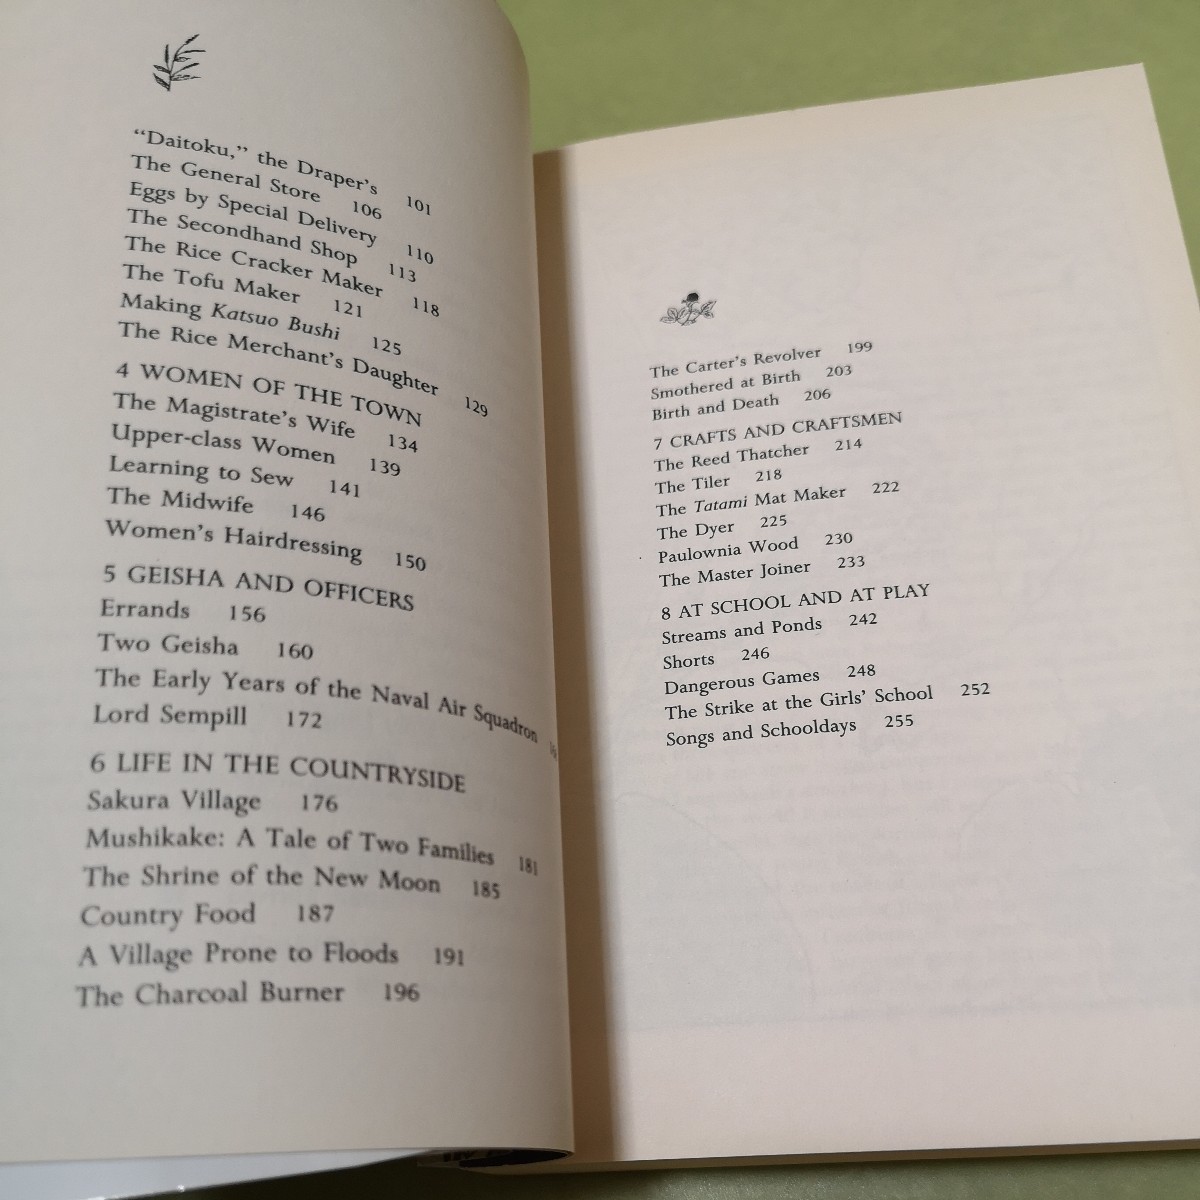 “Daitoku,” the Draper’s 101
The General Store 106
Eggs by Special Delivery 110
The Secondhand Shop 113
The Rice Cracker Maker 118
The Tofu Maker 121
Making Katsuo Bushi 125
The Rice Merchant’s Daughter 129
4 WOMEN OF THE TOWN
The Magistrate’s Wife 134
Upper-class Women 139
Learning to Sew 141
The Midwife 146
Women’s Hairdressing 150
5 GEISHA AND OFFICERS
Errands 156
Two Geisha 160
The Early Years of the Naval Air Squadron
Lord Sempill 172
6 LIFE IN THE COUNTRYSIDE
Sakura Village 176
Mushikake: A Tale of Two Families 181
The Shrine of the New Moon 185
Country Food 187
A Village Prone to Floods 191
The Charcoal Burner 196
The Carter’s Revolver 199
Smothered at Birth 203
Birth and Death 206
7 CRAFTS AND CRAFTSMEN
The Reed Thatcher 214
The Tiler 218
The Tatami Mat Maker 222
The Dyer 225
Paulownia Wood 230
The Master Joiner 233
8 AT SCHOOL AND AT PLAY
Streams and Ponds 242
Shorts 246
Dangerous Games 248
The Strike at the Girls’ School 252
Songs and Schooldays 255